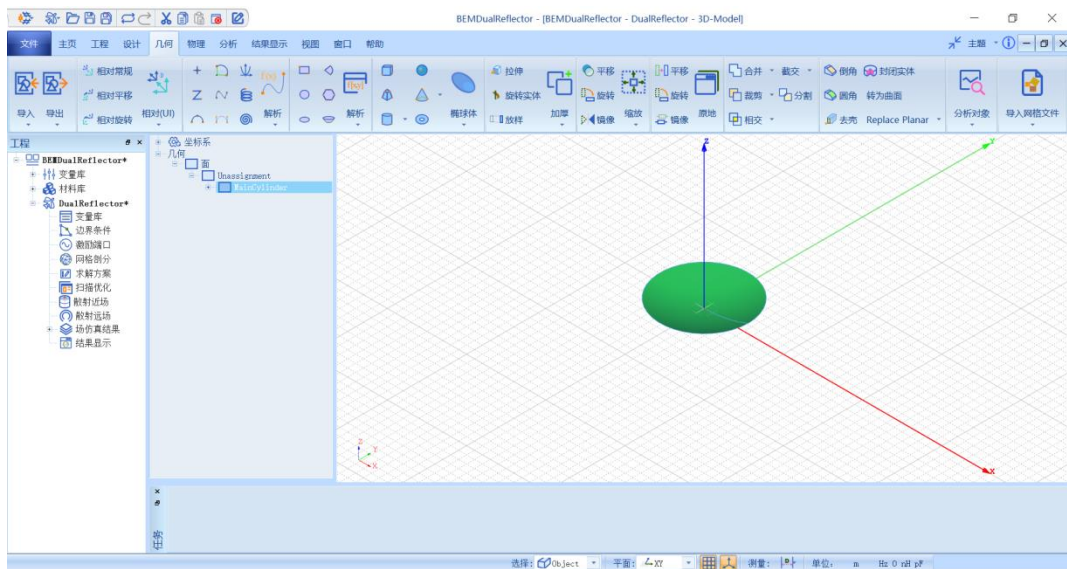 BEMDualReflector - [BEMDualReflector - DualReflector - 3D-Model]
文件 主页 工程 设计 几何 物理 分析 结果显示 视图 窗口 帮助 主题
相对常规 f(x) 拉伸 平移 平移 合并 截交 倒角 封闭实体
相对平移 f(xy) 旋转实体 旋转 旋转 裁剪 分割 圆角 转为曲面
导入 导出 相对旋转 相对(UI) 解析 解析 椭球体 放样 加厚 镜像 缩放 镜像 原地 相交 去壳 Replace Planar 分析对象 导入网格文件
工程
BEMDualReflector*
变量库
材料库
DualReflector*
变量库
边界条件
激励端口
网格剖分
求解方案
扫描优化
散射近场
散射远场
场仿真结果
结果显示
坐标系
几何
面
Unassignment
MainCylinder
Z
Y
X
Z
Y
X
任务
选择: Object 平面: XY 测量: 单位: m Hz O nH pF